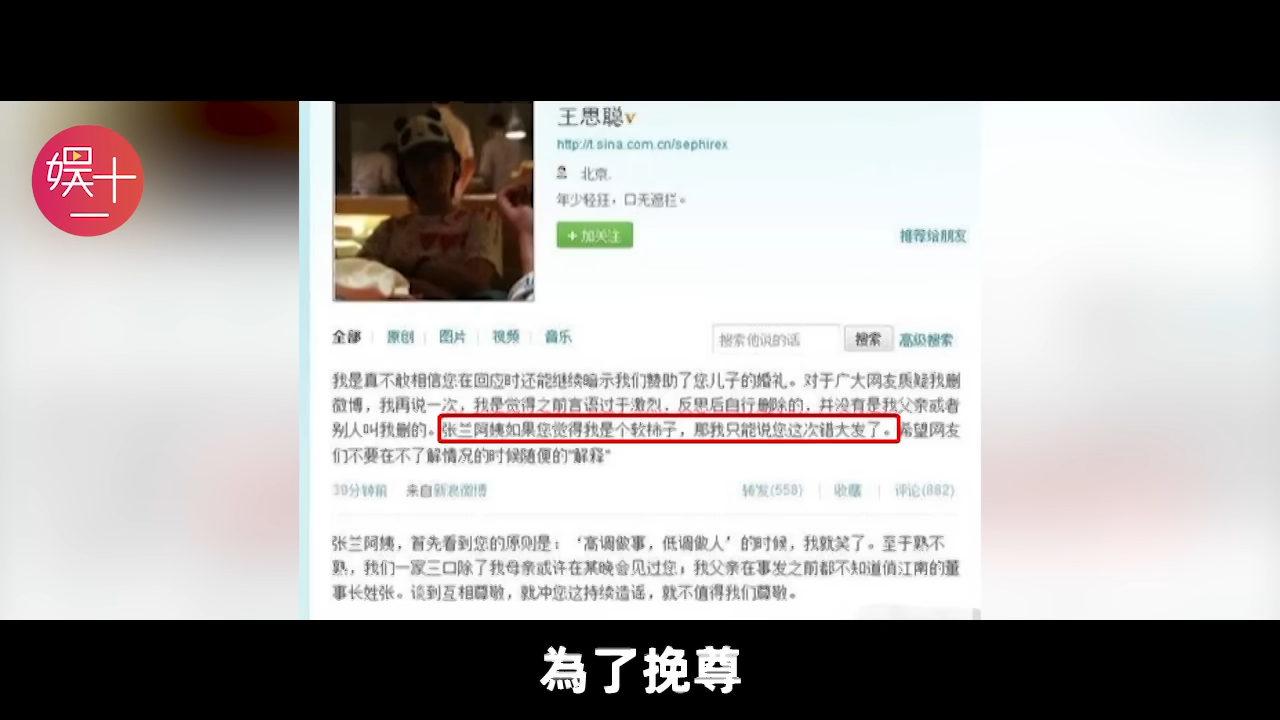 娱十一
王思聪
http://t.sina.com.cn/sephirex
北京.
年少轻狂，口无遮拦。
+加关注
推荐给朋友
全部 原创 图片 视频 音乐 搜索他说的话 搜索 高级搜索
我是真不敢相信您在回应时还能继续暗示我们赞助了您儿子的婚礼。对于广大网友质疑我删
微博，我再说一次，我是觉得之前言语过于激烈，反思后自行删除的，并没有是我父亲或者
别人叫我删的。张兰阿姨如果您觉得我是个软柿子，那我只能说您这次错大发了。希望网友
们不要在不了解情况的时候随便的"解释"
39分钟前 来自新浪微博 转发(558) 收藏 评论(882)
张兰阿姨，首先看到您的原则是：‘高调做事，低调做人’的时候，我就笑了。至于熟不
熟，我们一家三口除了我母亲或许在某晚会见过您，我父亲在事发之前都不知道俏江南的董
事长姓张。谈到互相尊敬，就冲您这持续造谣，就不值得我们尊敬。
為了挽尊